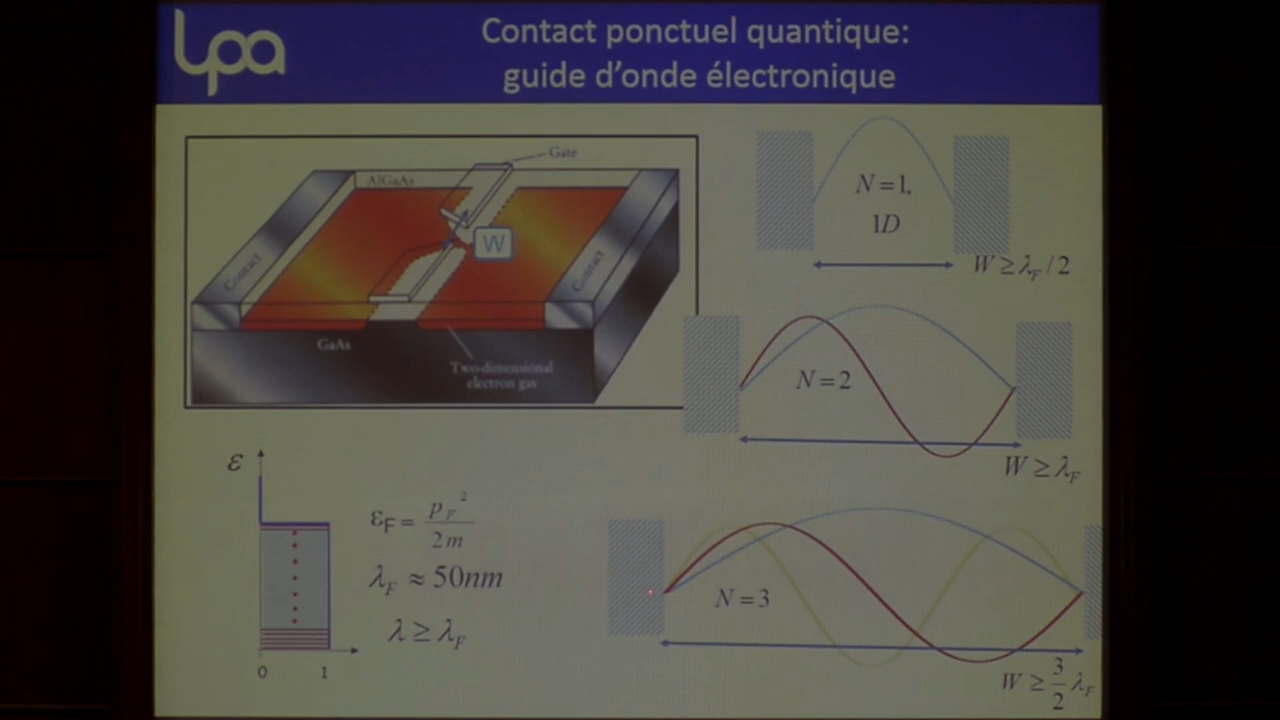 lpa
Contact ponctuel quantique:
guide d'onde électronique
Gate
AlGaAs
W
Contact
Contact
GaAs
Two-dimensional
electron gas
N=1,
1D
W ≥ λF / 2
N=2
W ≥ λF
ε
0 1
εF = pF² / 2m
λF ≈ 50nm
λ ≥ λF
N=3
W ≥ 3/2 λF